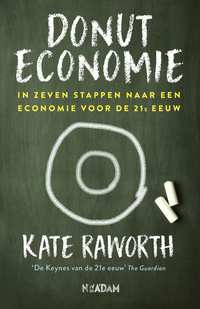 DONUT
ECONOMIE
IN ZEVEN STAPPEN NAAR EEN
ECONOMIE VOOR DE 21E EEUW
KATE RAWORTH
'De Keynes van de 21e eeuw' The Guardian
NIEUW AMSTERDAM